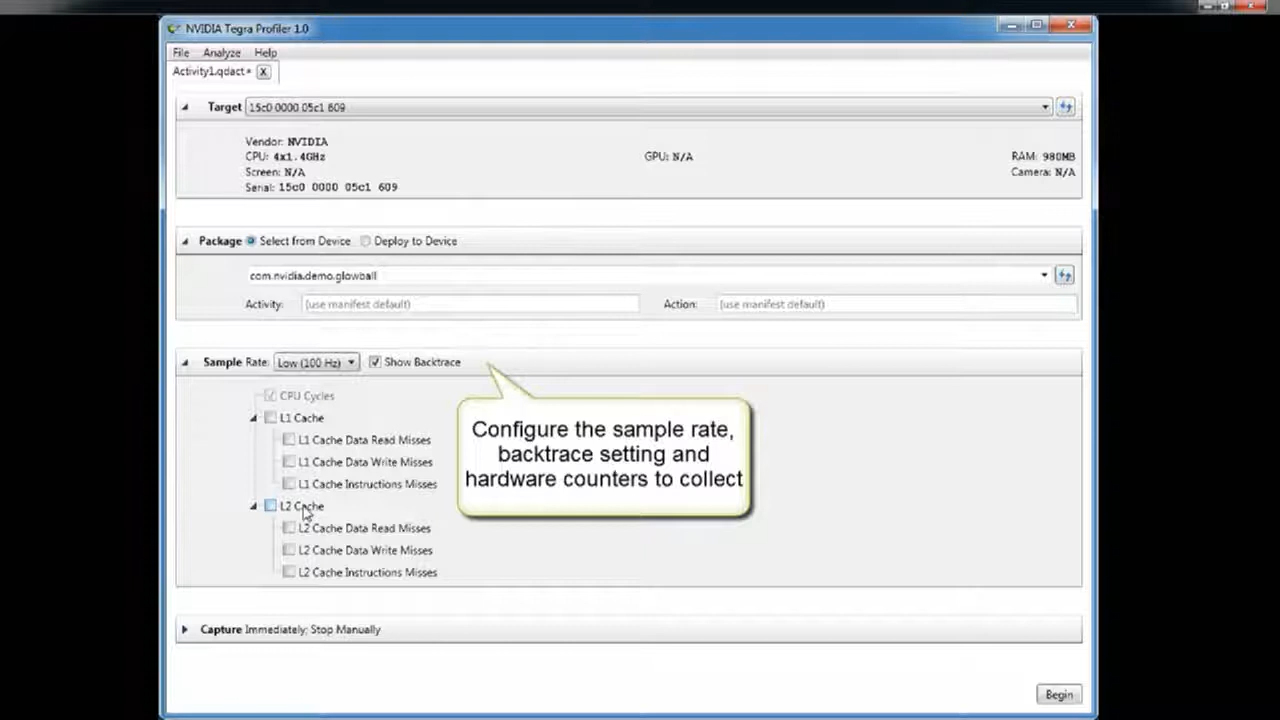 NVIDIA Tegra Profiler 1.0
File Analyze Help
Activity1.qdact* X
Target 15c0 0000 05c1 609
Vendor: NVIDIA
CPU: 4x1.4GHz GPU: N/A RAM: 980MB
Screen: N/A Camera: N/A
Serial: 15c0 0000 05c1 609
Package Select from Device Deploy to Device
com.nvidia.demo.glowball
Activity: (use manifest default) Action: (use manifest default)
Sample Rate: Low (100 Hz) Show Backtrace
CPU Cycles
L1 Cache
L1 Cache Data Read Misses
L1 Cache Data Write Misses
L1 Cache Instructions Misses
L2 Cache
L2 Cache Data Read Misses
L2 Cache Data Write Misses
L2 Cache Instructions Misses
Configure the sample rate,
backtrace setting and
hardware counters to collect
Capture Immediately; Stop Manually
Begin